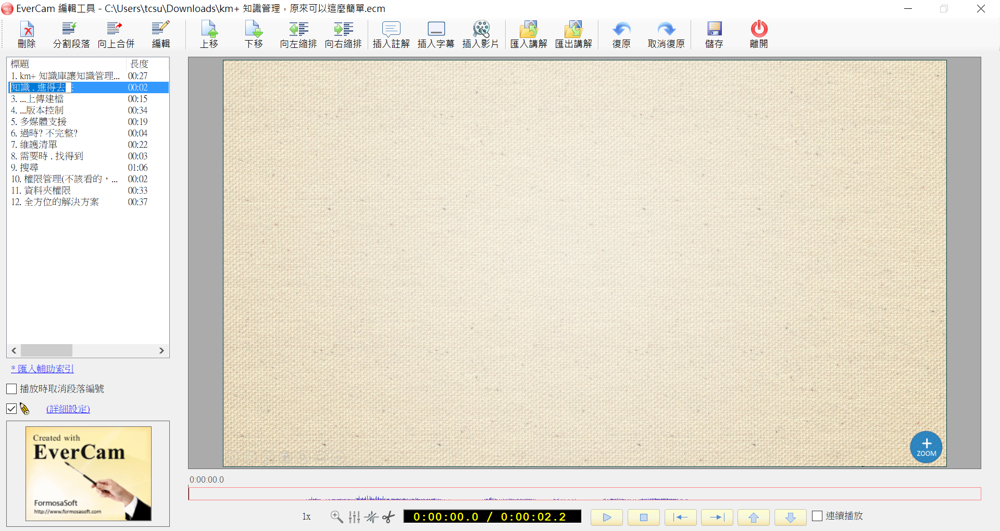 EverCam 編輯工具 - C:\Users\tcsu\Downloads\km+ 知識管理，原來可以這麼簡單.ecm
刪除 分割段落 向上合併 編輯 上移 下移 向左縮排 向右縮排 插入註解 插入字幕 插入影片 匯入講解 匯出講解 復原 取消復原 儲存 離開
標題 長度
1. km+ 知識庫讓知識管理... 00:27
知識 . 進得去 00:02
3. ...上傳建檔 00:15
4. ...版本控制 00:34
5. 多媒體支援 00:19
6. 過時? 不完整? 00:04
7. 維護清單 00:22
8. 需要時 . 找得到 00:03
9. 搜尋 01:06
10. 權限管理(不該看的，... 00:02
11. 資料夾權限 00:33
12. 全方位的解決方案 00:37
* 匯入輔助索引
播放時取消段落編號
(詳細設定)
Created with
EverCam
FormosaSoft
http://www.formosasoft.com
ZOOM
0:00:00.0
1x 0:00:00.0 / 0:00:02.2 連續播放